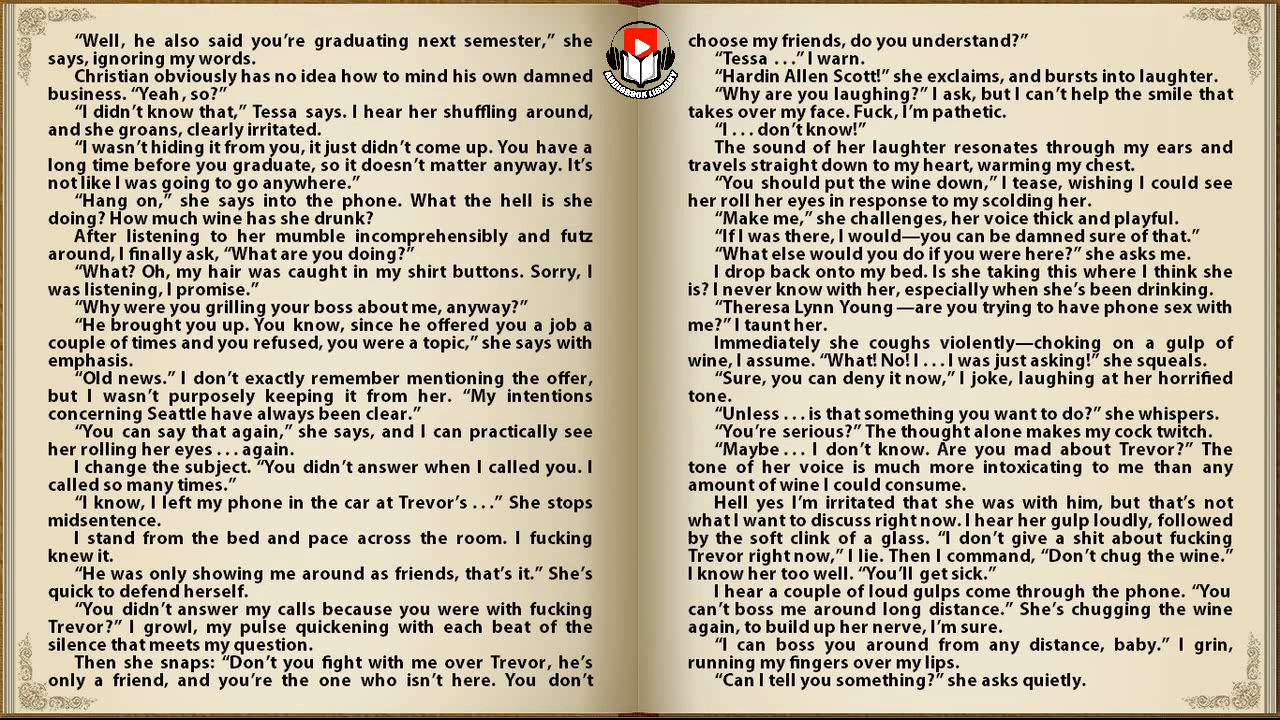 “Well, he also said you’re graduating next semester,” she
says, ignoring my words.
Christian obviously has no idea how to mind his own damned
business. “Yeah, so?”
“I didn’t know that,” Tessa says. I hear her shuffling around,
and she groans, clearly irritated.
“I wasn’t hiding it from you, it just didn’t come up. You have a
long time before you graduate, so it doesn’t matter anyway. It’s
not like I was going to go anywhere.”
“Hang on,” she says into the phone. What the hell is she
doing? How much wine has she drunk?
After listening to her mumble incomprehensibly and futz
around, I finally ask, “What are you doing?”
“What? Oh, my hair was caught in my shirt buttons. Sorry, I
was listening, I promise.”
“Why were you grilling your boss about me, anyway?”
“He brought you up. You know, since he offered you a job a
couple of times and you refused, you were a topic,” she says with
emphasis.
“Old news.” I don’t exactly remember mentioning the offer,
but I wasn’t purposely keeping it from her. “My intentions
concerning Seattle have always been clear.”
“You can say that again,” she says, and I can practically see
her rolling her eyes . . . again.
I change the subject. “You didn’t answer when I called you. I
called so many times.”
“I know, I left my phone in the car at Trevor’s . . .” She stops
midsentence.
I stand from the bed and pace across the room. I fucking
knew it.
“He was only showing me around as friends, that’s it.” She’s
quick to defend herself.
“You didn’t answer my calls because you were with fucking
Trevor?” I growl, my pulse quickening with each beat of the
silence that meets my question.
Then she snaps: “Don’t you fight with me over Trevor, he’s
only a friend, and you’re the one who isn’t here. You don’t
AUDIOBOOK LIBRARY
choose my friends, do you understand?”
“Tessa . . .” I warn.
“Hardin Allen Scott!” she exclaims, and bursts into laughter.
“Why are you laughing?” I ask, but I can’t help the smile that
takes over my face. Fuck, I’m pathetic.
“I . . . don’t know!”
The sound of her laughter resonates through my ears and
travels straight down to my heart, warming my chest.
“You should put the wine down,” I tease, wishing I could see
her roll her eyes in response to my scolding her.
“Make me,” she challenges, her voice thick and playful.
“If I was there, I would—you can be damned sure of that.”
“What else would you do if you were here?” she asks me.
I drop back onto my bed. Is she taking this where I think she
is? I never know with her, especially when she’s been drinking.
“Theresa Lynn Young —are you trying to have phone sex with
me?” I taunt her.
Immediately she coughs violently—choking on a gulp of
wine, I assume. “What! No! I . . . I was just asking!” she squeals.
“Sure, you can deny it now,” I joke, laughing at her horrified
tone.
“Unless . . . is that something you want to do?” she whispers.
“You’re serious?” The thought alone makes my cock twitch.
“Maybe . . . I don’t know. Are you mad about Trevor?” The
tone of her voice is much more intoxicating to me than any
amount of wine I could consume.
Hell yes I’m irritated that she was with him, but that’s not
what I want to discuss right now. I hear her gulp loudly, followed
by the soft clink of a glass. “I don’t give a shit about fucking
Trevor right now,” I lie. Then I command, “Don’t chug the wine.”
I know her too well. “You’ll get sick.”
I hear a couple of loud gulps come through the phone. “You
can’t boss me around long distance.” She’s chugging the wine
again, to build up her nerve, I’m sure.
“I can boss you around from any distance, baby.” I grin,
running my fingers over my lips.
“Can I tell you something?” she asks quietly.